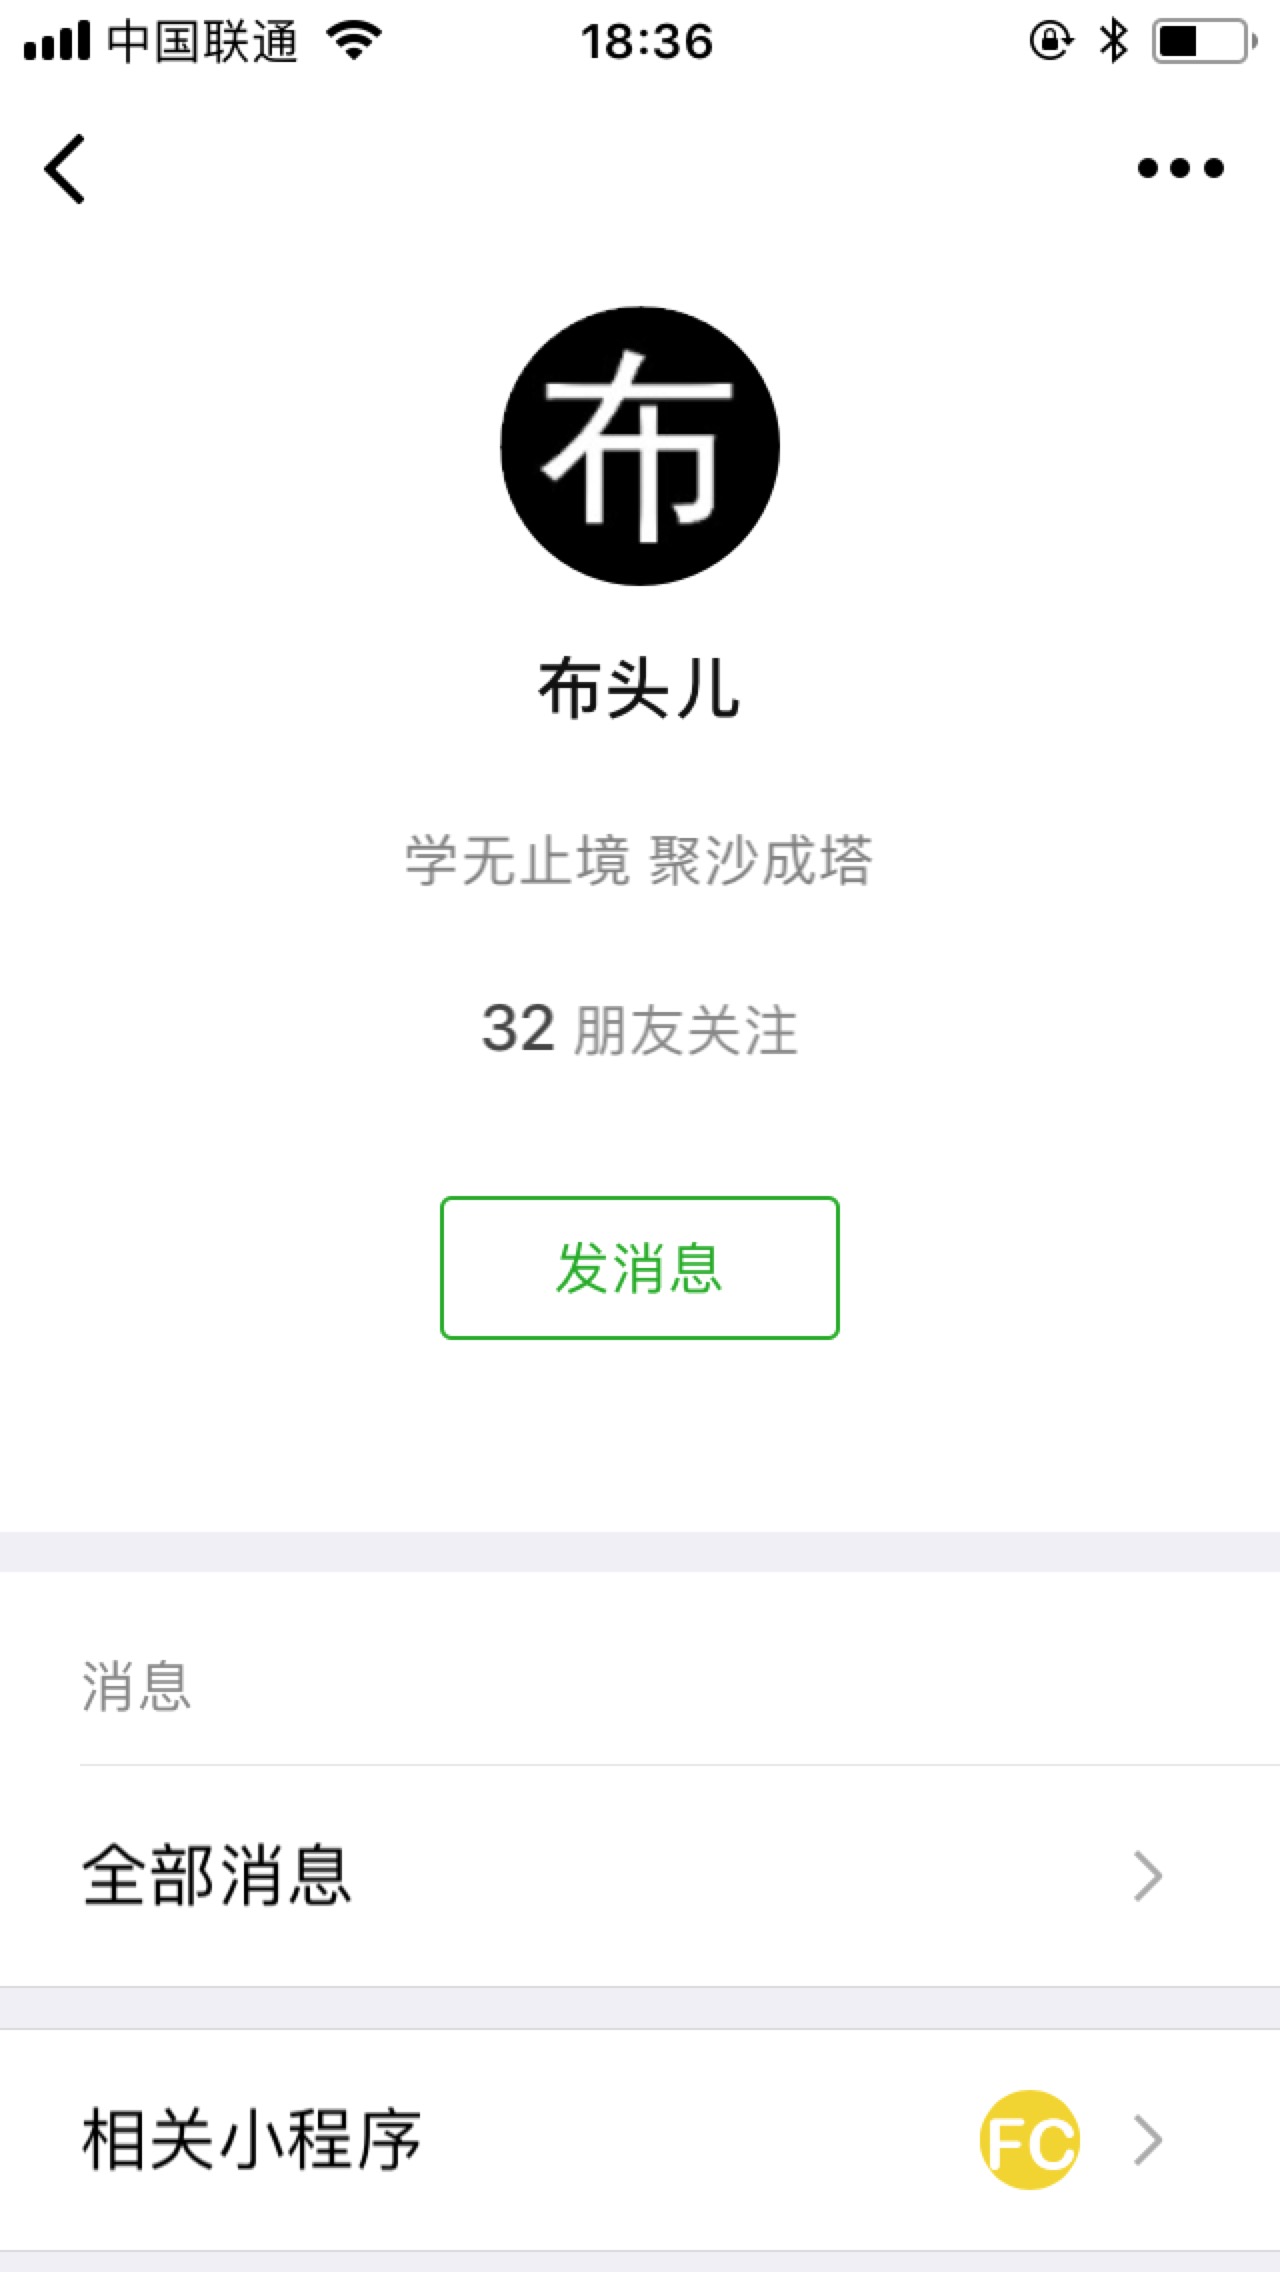 中国联通 18:36
布
布头儿
学无止境 聚沙成塔
32 朋友关注
发消息
消息
全部消息
相关小程序 FC